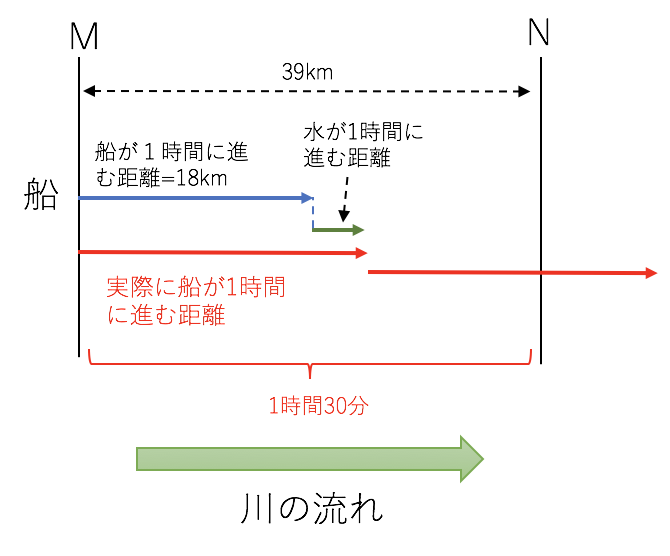 M
N
39km
船が１時間に進
む距離=18km
水が1時間に
進む距離
船
実際に船が1時間
に進む距離
1時間30分
川の流れ